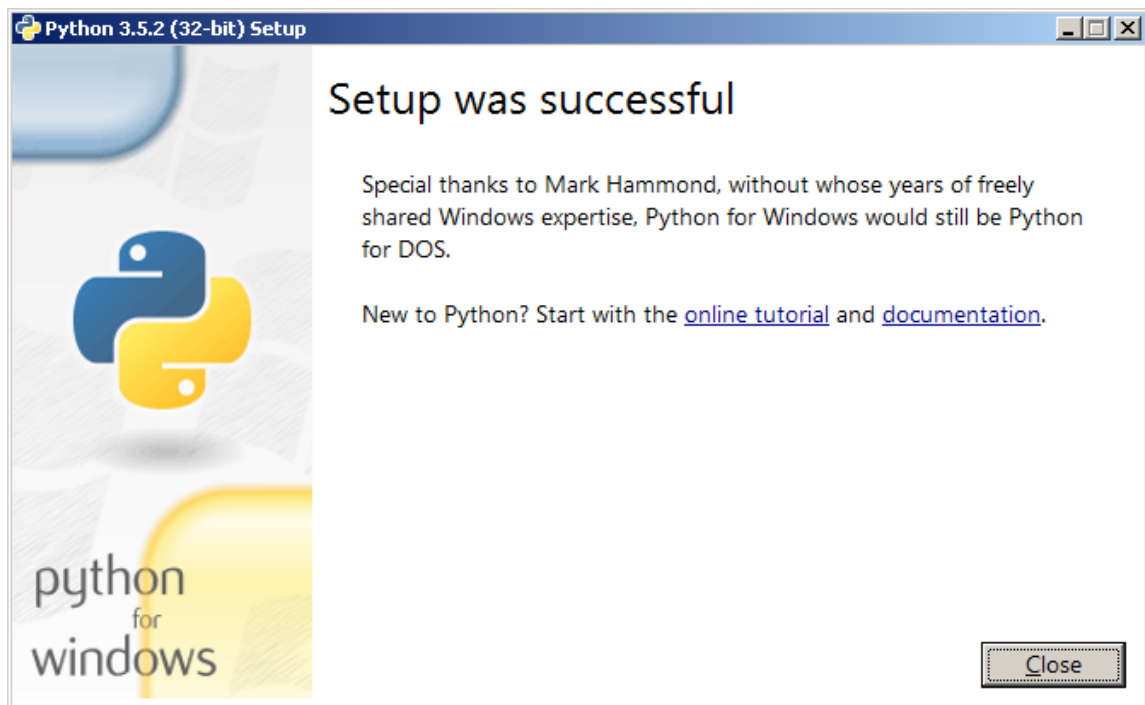 Python 3.5.2 (32-bit) Setup
Setup was successful
Special thanks to Mark Hammond, without whose years of freely
shared Windows expertise, Python for Windows would still be Python
for DOS.
New to Python? Start with the online tutorial and documentation.
python
for
windows
Close